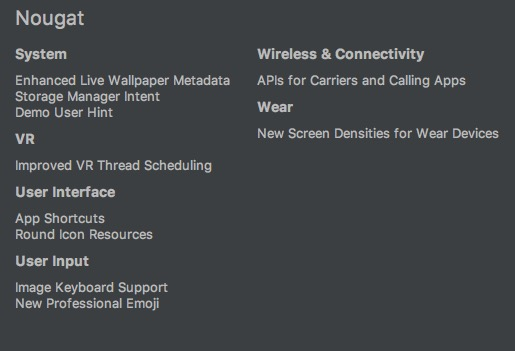 Nougat
System
Enhanced Live Wallpaper Metadata
Storage Manager Intent
Demo User Hint
VR
Improved VR Thread Scheduling
User Interface
App Shortcuts
Round Icon Resources
User Input
Image Keyboard Support
New Professional Emoji
Wireless & Connectivity
APIs for Carriers and Calling Apps
Wear
New Screen Densities for Wear Devices